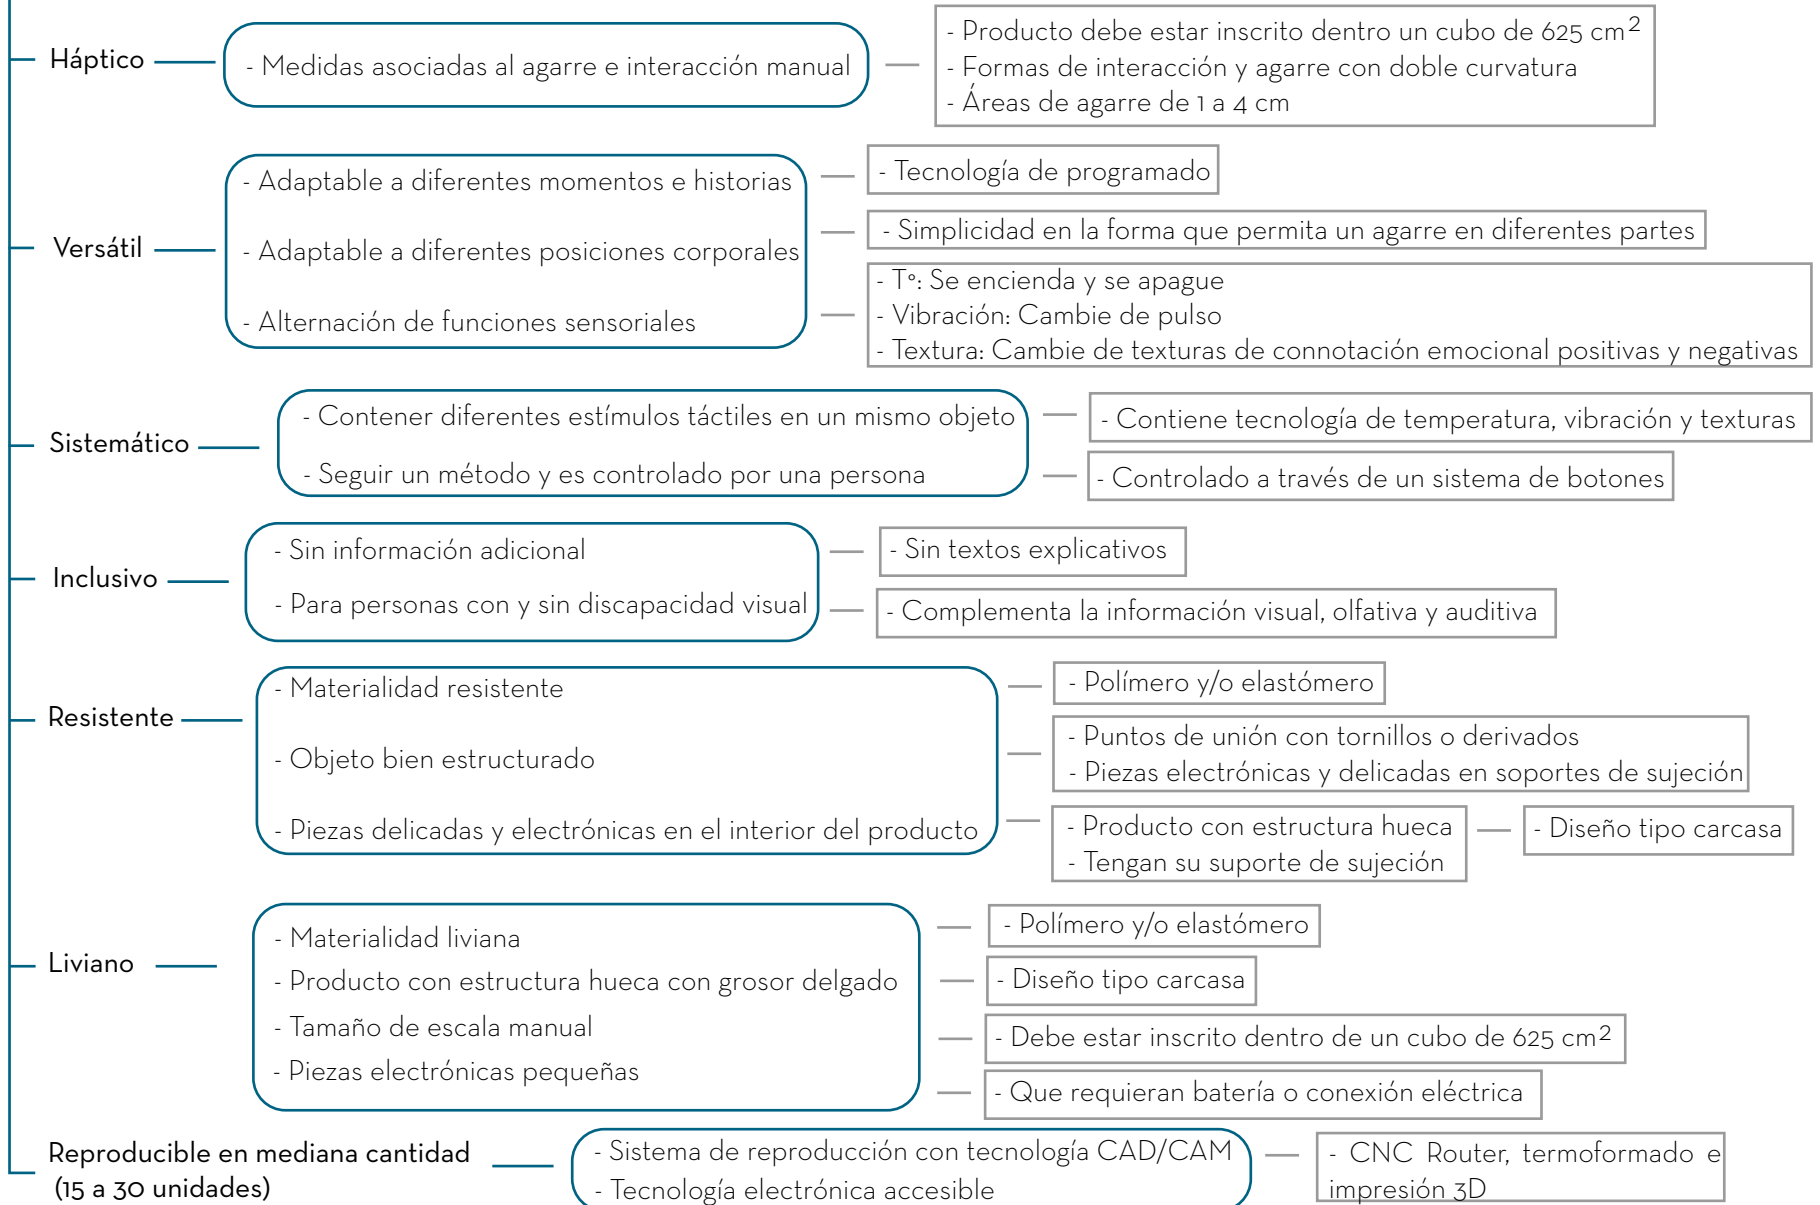 Háptico
- Medidas asociadas al agarre e interacción manual
- Producto debe estar inscrito dentro un cubo de 625 cm²
- Formas de interacción y agarre con doble curvatura
- Áreas de agarre de 1 a 4 cm
Versátil
- Adaptable a diferentes momentos e historias
- Tecnología de programado
- Adaptable a diferentes posiciones corporales
- Simplicidad en la forma que permita un agarre en diferentes partes
- Alternación de funciones sensoriales
- T°: Se encienda y se apague
- Vibración: Cambie de pulso
- Textura: Cambie de texturas de connotación emocional positivas y negativas
Sistemático
- Contener diferentes estímulos táctiles en un mismo objeto
- Contiene tecnología de temperatura, vibración y texturas
- Seguir un método y es controlado por una persona
- Controlado a través de un sistema de botones
Inclusivo
- Sin información adicional
- Sin textos explicativos
- Para personas con y sin discapacidad visual
- Complementa la información visual, olfativa y auditiva
Resistente
- Materialidad resistente
- Polímero y/o elastómero
- Objeto bien estructurado
- Puntos de unión con tornillos o derivados
- Piezas electrónicas y delicadas en soportes de sujeción
- Piezas delicadas y electrónicas en el interior del producto
- Producto con estructura hueca
- Tengan su suporte de sujeción
- Diseño tipo carcasa
Liviano
- Materialidad liviana
- Polímero y/o elastómero
- Producto con estructura hueca con grosor delgado
- Diseño tipo carcasa
- Tamaño de escala manual
- Debe estar inscrito dentro de un cubo de 625 cm²
- Piezas electrónicas pequeñas
- Que requieran batería o conexión eléctrica
Reproducible en mediana cantidad
(15 a 30 unidades)
- Sistema de reproducción con tecnología CAD/CAM
- Tecnología electrónica accesible
- CNC Router, termoformado e
impresión 3D